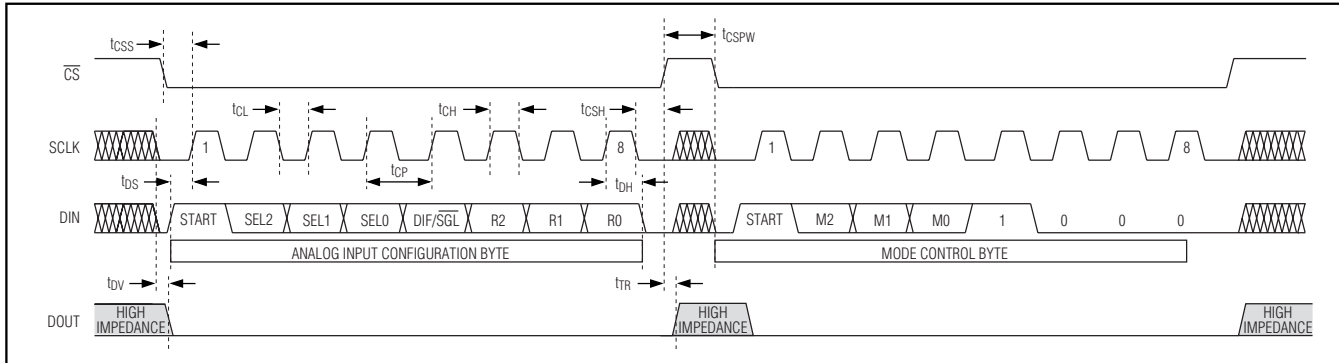 tCSS
tCSPW
CS
tCL
tCH
tCSH
SCLK
1
8
1
8
tCP
tDS
tDH
DIN
START SEL2 SEL1 SEL0 DIF/SGL R2 R1 R0
START M2 M1 M0 1 0 0 0
ANALOG INPUT CONFIGURATION BYTE
MODE CONTROL BYTE
tDV
tTR
DOUT
HIGH
IMPEDANCE
HIGH
IMPEDANCE
HIGH
IMPEDANCE